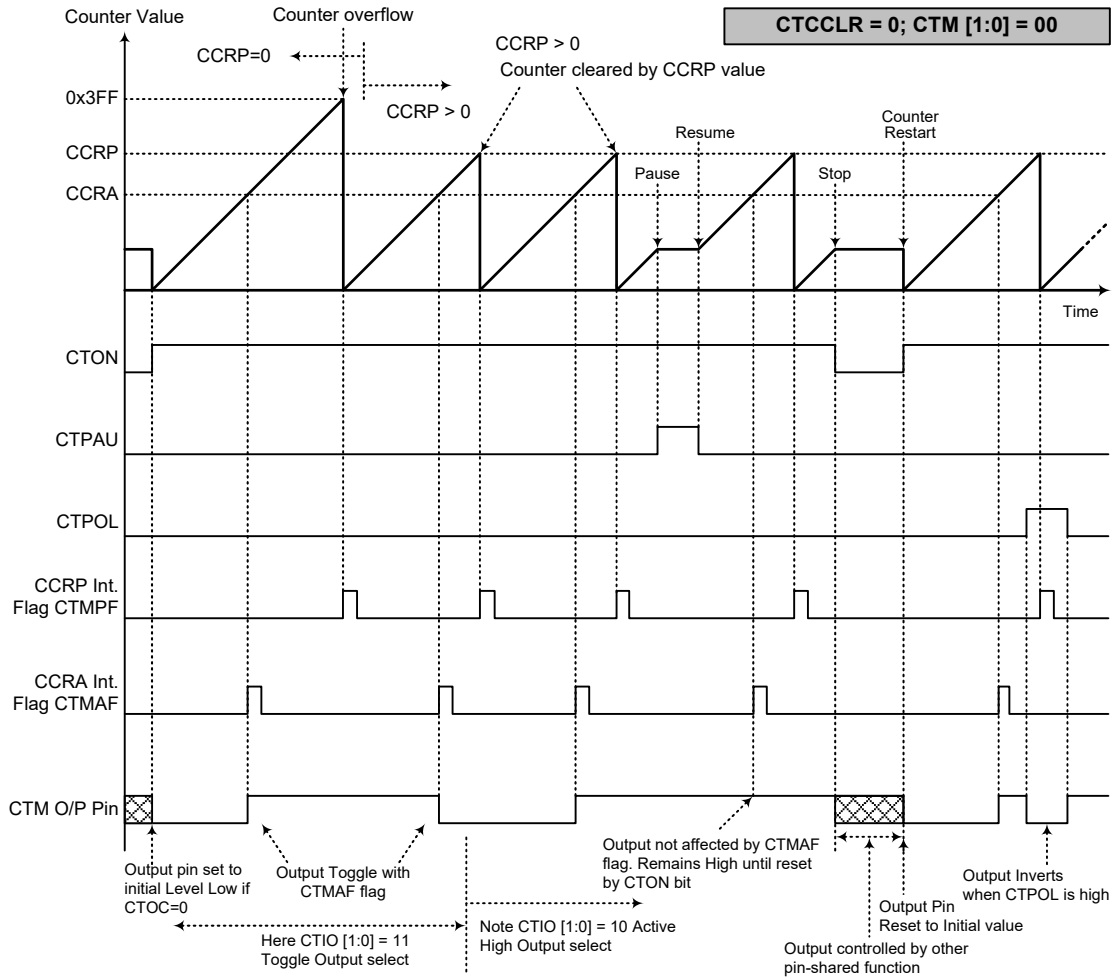 Counter Value
Counter overflow
CTCCLR = 0; CTM [1:0] = 00
CCRP=0
CCRP > 0
CCRP > 0
Counter cleared by CCRP value
0x3FF
CCRP
CCRA
Pause
Resume
Stop
Counter
Restart
Time
CTON
CTPAU
CTPOL
CCRP Int.
Flag CTMPF
CCRA Int.
Flag CTMAF
CTM O/P Pin
Output pin set to
initial Level Low if
CTOC=0
Output Toggle with
CTMAF flag
Here CTIO [1:0] = 11
Toggle Output select
Note CTIO [1:0] = 10 Active
High Output select
Output not affected by CTMAF
flag. Remains High until reset
by CTON bit
Output controlled by other
pin-shared function
Output Pin
Reset to Initial value
Output Inverts
when CTPOL is high